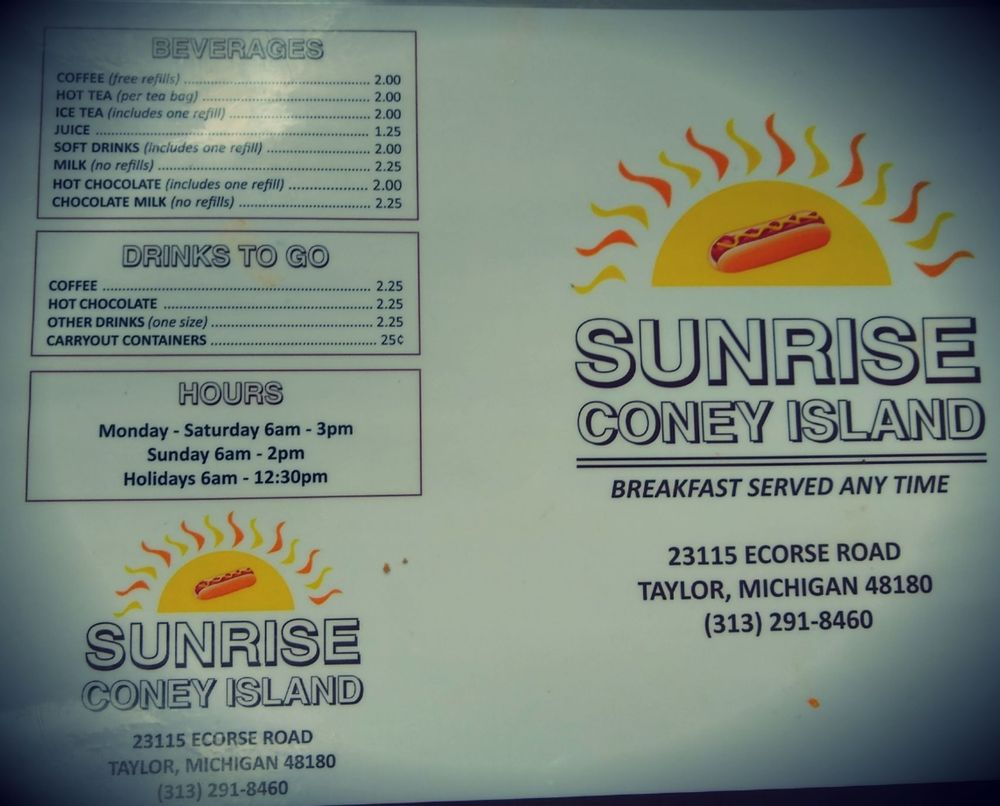 BEVERAGES
COFFEE (free refills) ........ 2.00
HOT TEA (per tea bag) ........ 2.00
ICE TEA (includes one refill) ........ 2.00
JUICE ........ 1.25
SOFT DRINKS (includes one refill) ........ 2.00
MILK (no refills) ........ 2.25
HOT CHOCOLATE (includes one refill) ........ 2.00
CHOCOLATE MILK (no refills) ........ 2.25
DRINKS TO GO
COFFEE ........ 2.25
HOT CHOCOLATE ........ 2.25
OTHER DRINKS (one size) ........ 2.25
CARRYOUT CONTAINERS ........ 25¢
HOURS
Monday - Saturday 6am - 3pm
Sunday 6am - 2pm
Holidays 6am - 12:30pm
SUNRISE
CONEY ISLAND
23115 ECORSE ROAD
TAYLOR, MICHIGAN 48180
(313) 291-8460
SUNRISE
CONEY ISLAND
BREAKFAST SERVED ANY TIME
23115 ECORSE ROAD
TAYLOR, MICHIGAN 48180
(313) 291-8460